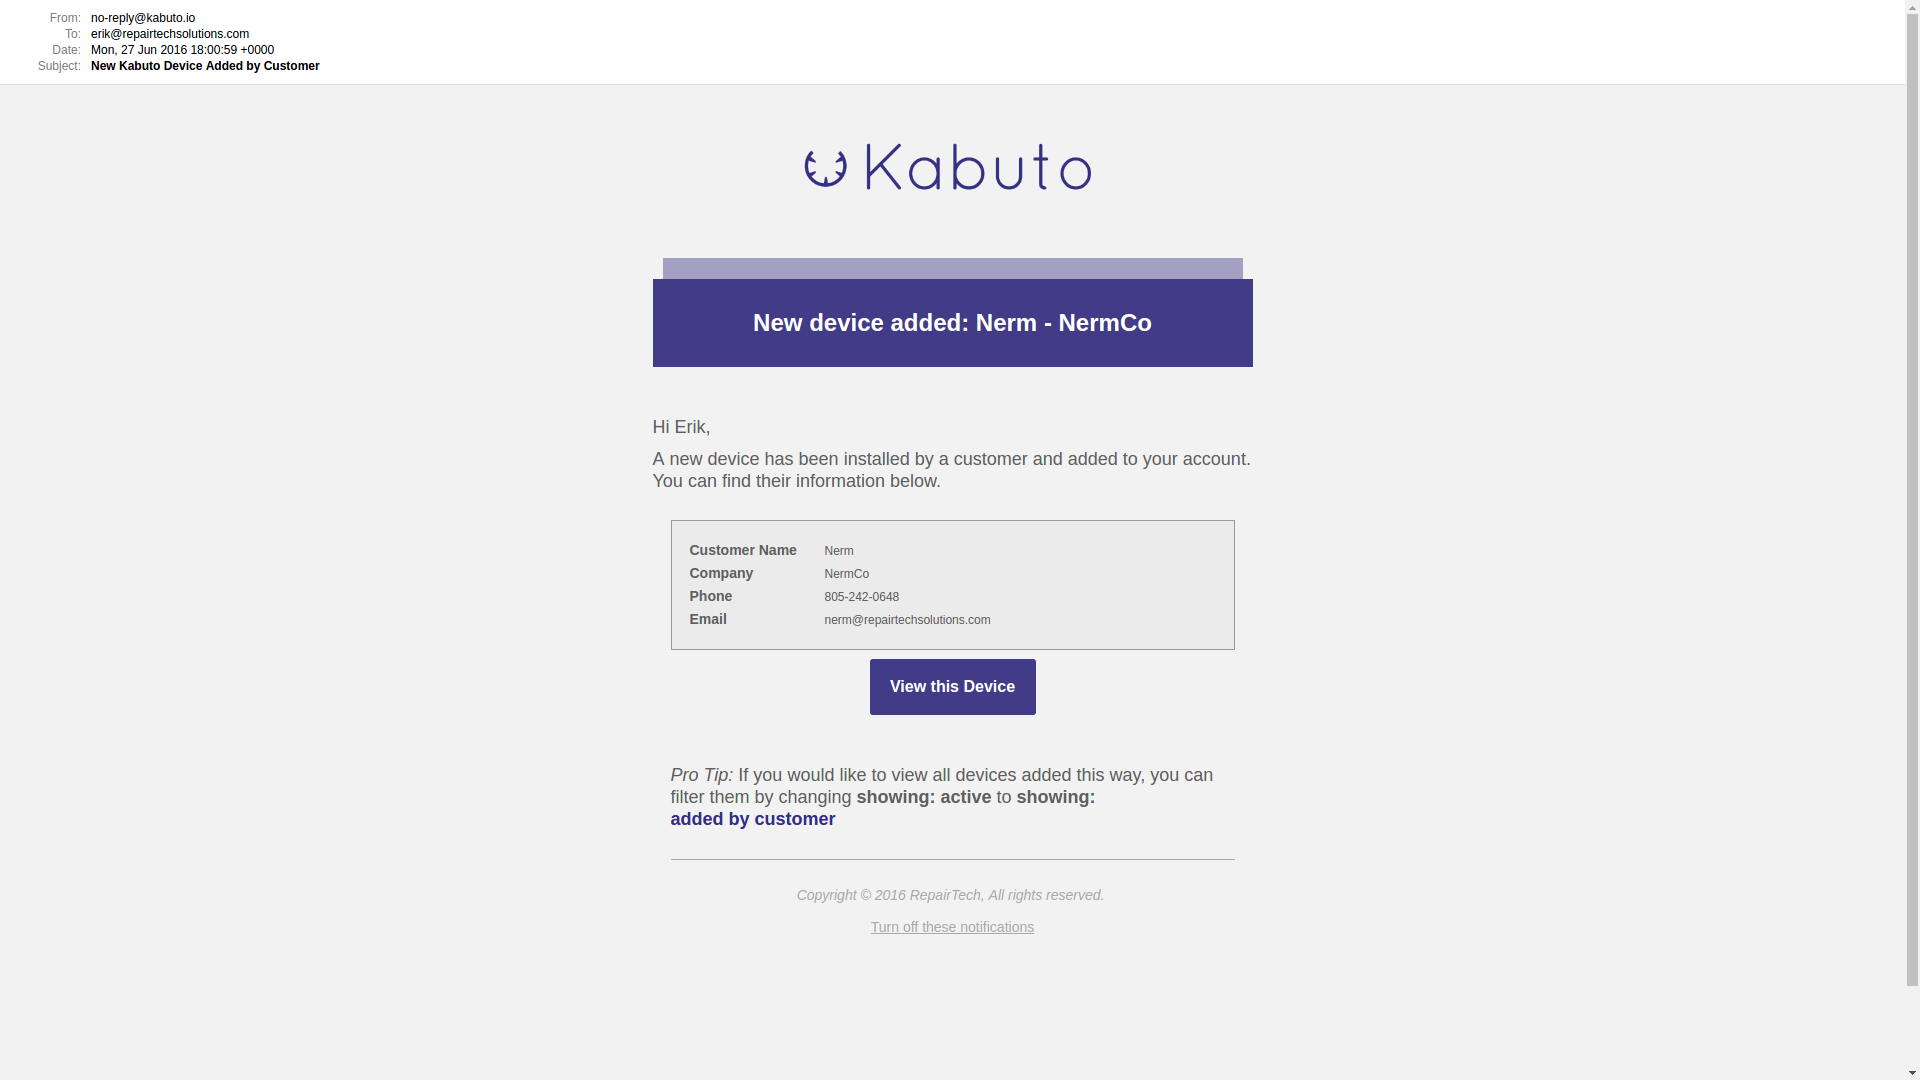 From: no-reply@kabuto.io
To: erik@repairtechsolutions.com
Date: Mon, 27 Jun 2016 18:00:59 +0000
Subject: New Kabuto Device Added by Customer
Kabuto
New device added: Nerm - NermCo
Hi Erik,
A new device has been installed by a customer and added to your account.
You can find their information below.
Customer Name Nerm
Company NermCo
Phone 805-242-0648
Email nerm@repairtechsolutions.com
View this Device
Pro Tip: If you would like to view all devices added this way, you can
filter them by changing showing: active to showing:
added by customer
Copyright © 2016 RepairTech, All rights reserved.
Turn off these notifications